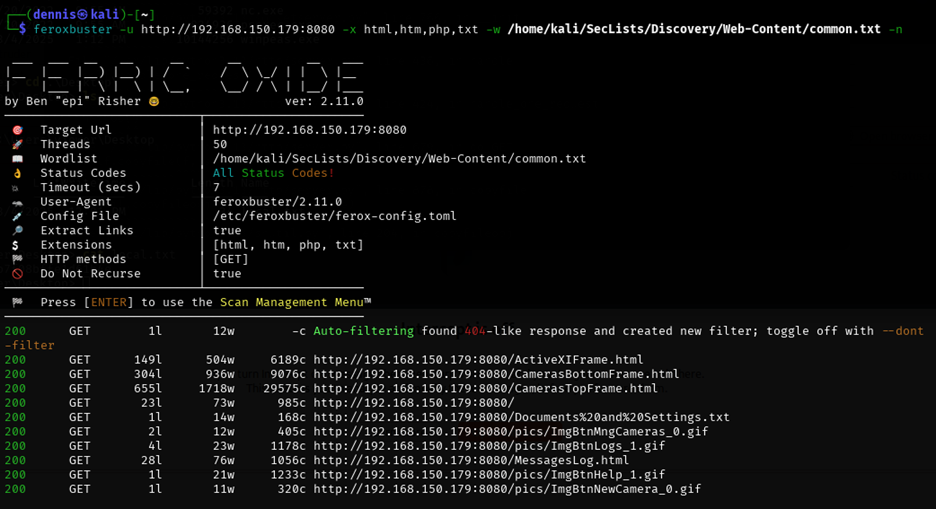 (dennis㉿kali)-[~]
$ feroxbuster -u http://192.168.150.179:8080 -x html,htm,php,txt -w /home/kali/SecLists/Discovery/Web-Content/common.txt -n
FERRIC OXIDE
by Ben "epi" Risher 🤓 ver: 2.11.0
🎯 Target Url │ http://192.168.150.179:8080
🚀 Threads │ 50
📖 Wordlist │ /home/kali/SecLists/Discovery/Web-Content/common.txt
👌 Status Codes │ All Status Codes!
💥 Timeout (secs) │ 7
🦡 User-Agent │ feroxbuster/2.11.0
💉 Config File │ /etc/feroxbuster/ferox-config.toml
🔎 Extract Links │ true
💲 Extensions │ [html, htm, php, txt]
🏁 HTTP methods │ [GET]
🚫 Do Not Recurse │ true
🏁 Press [ENTER] to use the Scan Management Menu™
200 GET 1l 12w -c Auto-filtering found 404-like response and created new filter; toggle off with --dont
-filter
200 GET 149l 504w 6189c http://192.168.150.179:8080/ActiveXIFrame.html
200 GET 304l 936w 9076c http://192.168.150.179:8080/CamerasBottomFrame.html
200 GET 655l 1718w 29575c http://192.168.150.179:8080/CamerasTopFrame.html
200 GET 23l 73w 985c http://192.168.150.179:8080/
200 GET 1l 14w 168c http://192.168.150.179:8080/Documents%20and%20Settings.txt
200 GET 2l 12w 405c http://192.168.150.179:8080/pics/ImgBtnMngCameras_0.gif
200 GET 4l 23w 1178c http://192.168.150.179:8080/pics/ImgBtnLogs_1.gif
200 GET 28l 76w 1056c http://192.168.150.179:8080/MessagesLog.html
200 GET 1l 21w 1233c http://192.168.150.179:8080/pics/ImgBtnHelp_1.gif
200 GET 1l 11w 320c http://192.168.150.179:8080/pics/ImgBtnNewCamera_0.gif